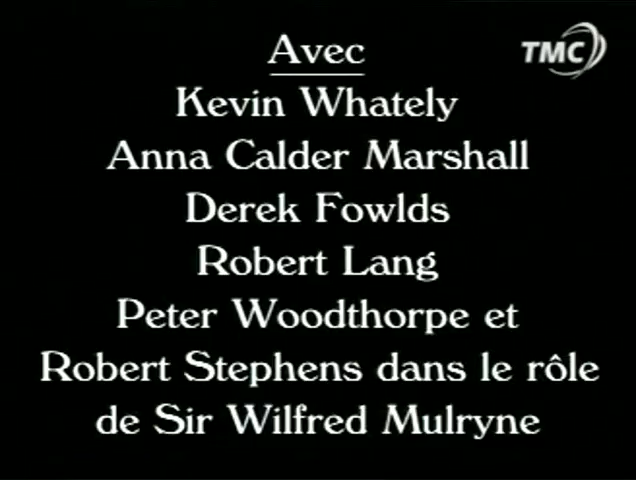 Avec
TMC
Kevin Whately
Anna Calder Marshall
Derek Fowlds
Robert Lang
Peter Woodthorpe et
Robert Stephens dans le rôle
de Sir Wilfred Mulryne